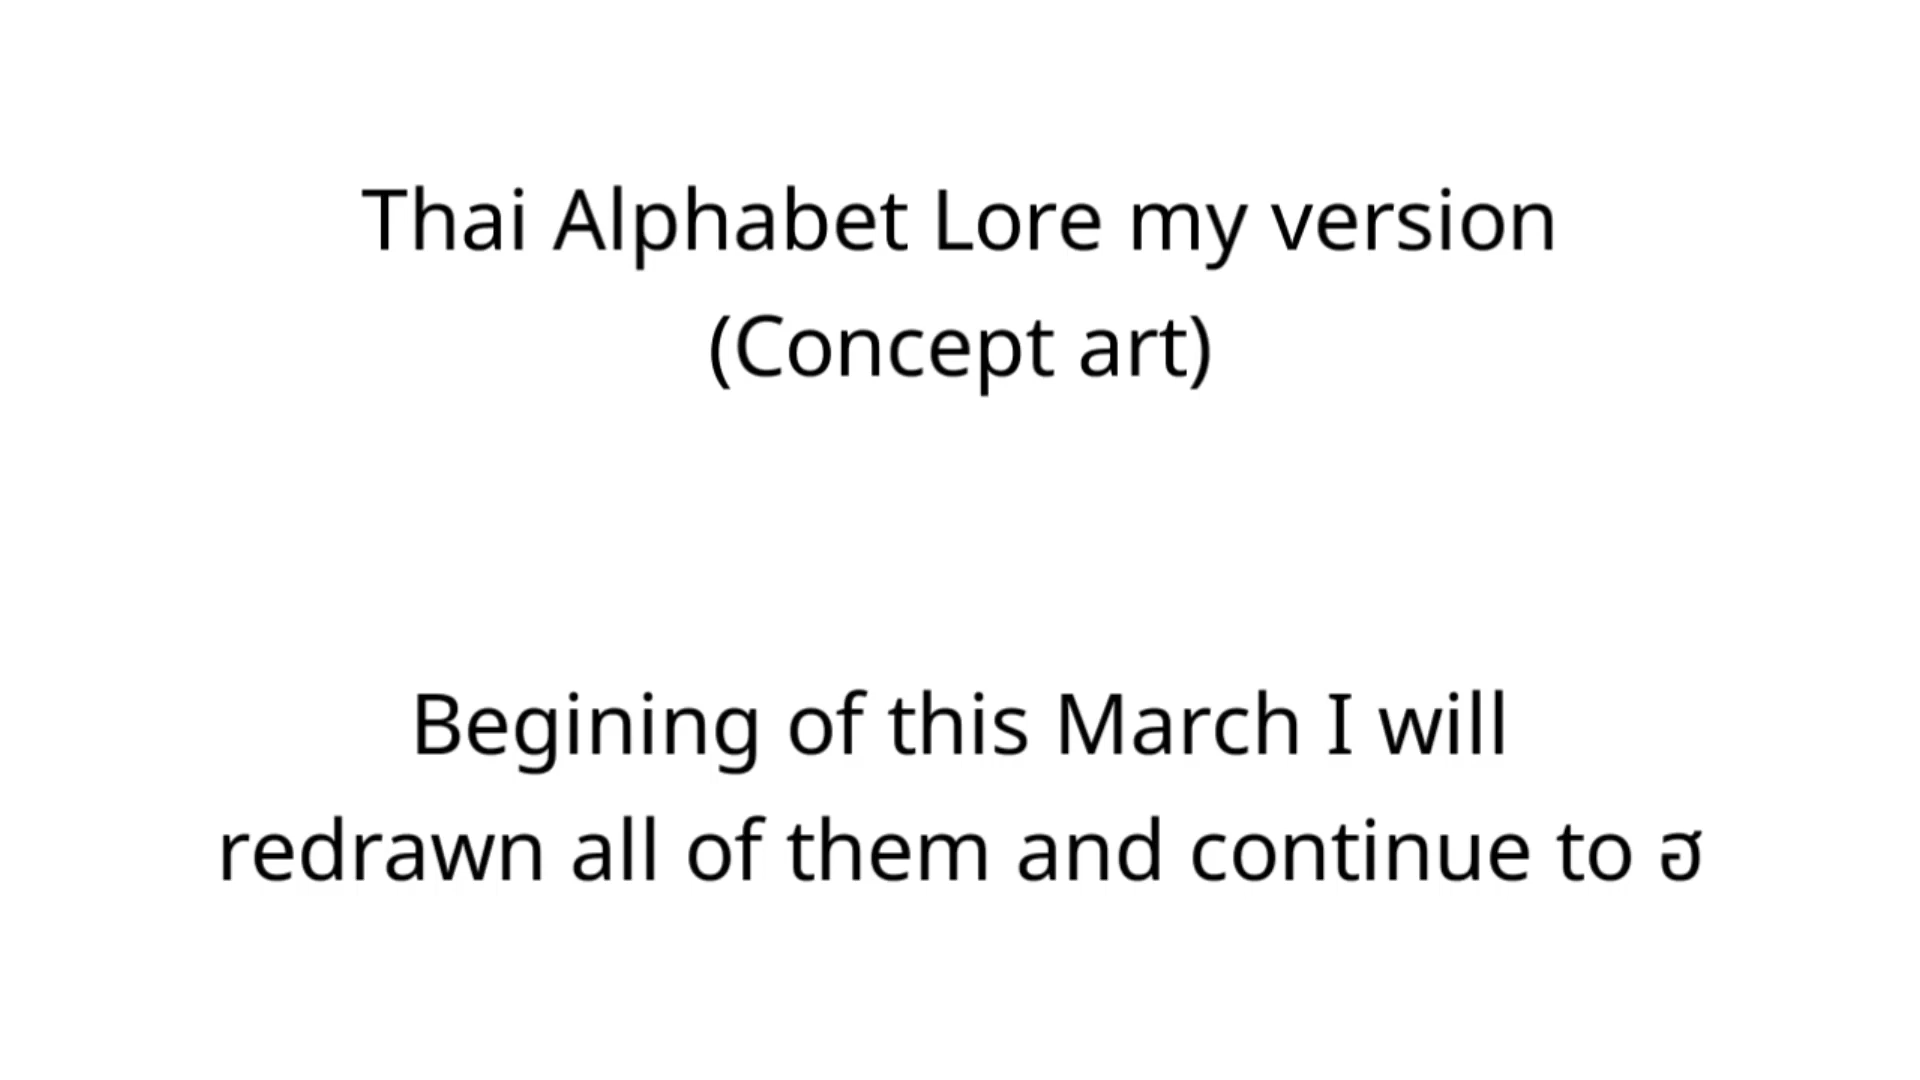 Thai Alphabet Lore my version
(Concept art)
Begining of this March I will
redrawn all of them and continue to ฮ